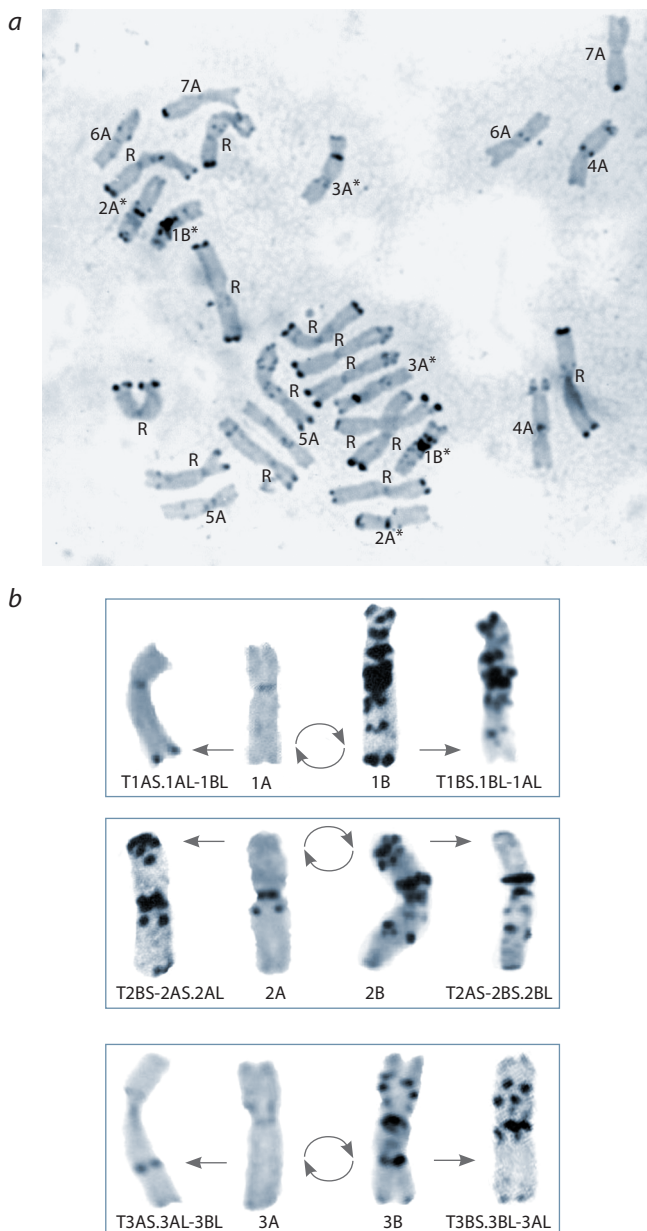 a
7A
7A
6A
R
R
6A
4A
3A*
2A*
1B*
R
R
R
R
3A*
R
R
R
4A
5A
R
R
1B*
R
R
R
5A
2A*
b
T1AS.1AL-1BL 1A 1B T1BS.1BL-1AL
T2BS-2AS.2AL 2A 2B T2AS-2BS.2BL
T3AS.3AL-3BL 3A 3B T3BS.3BL-3AL